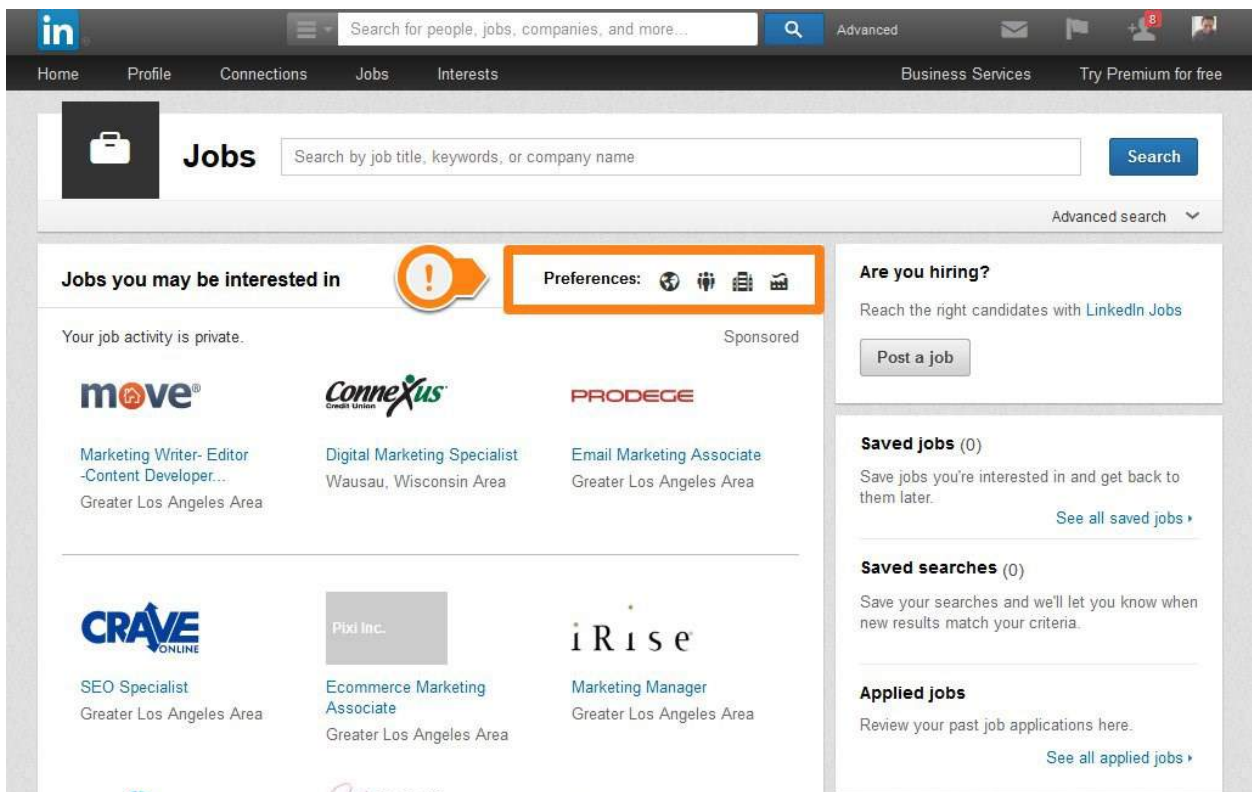 in
Search for people, jobs, companies, and more...
Advanced
8
Home Profile Connections Jobs Interests Business Services Try Premium for free
Jobs
Search by job title, keywords, or company name
Search
Advanced search
Jobs you may be interested in
!
Preferences:
Your job activity is private.
Sponsored
move®
Connexus
Credit Union
PRODEGE
Marketing Writer- Editor
-Content Developer...
Greater Los Angeles Area
Digital Marketing Specialist
Wausau, Wisconsin Area
Email Marketing Associate
Greater Los Angeles Area
CRAVE
ONLINE
Pixi Inc.
iRise
SEO Specialist
Greater Los Angeles Area
Ecommerce Marketing
Associate
Greater Los Angeles Area
Marketing Manager
Greater Los Angeles Area
Are you hiring?
Reach the right candidates with LinkedIn Jobs
Post a job
Saved jobs (0)
Save jobs you're interested in and get back to
them later.
See all saved jobs
Saved searches (0)
Save your searches and we'll let you know when
new results match your criteria.
Applied jobs
Review your past job applications here.
See all applied jobs